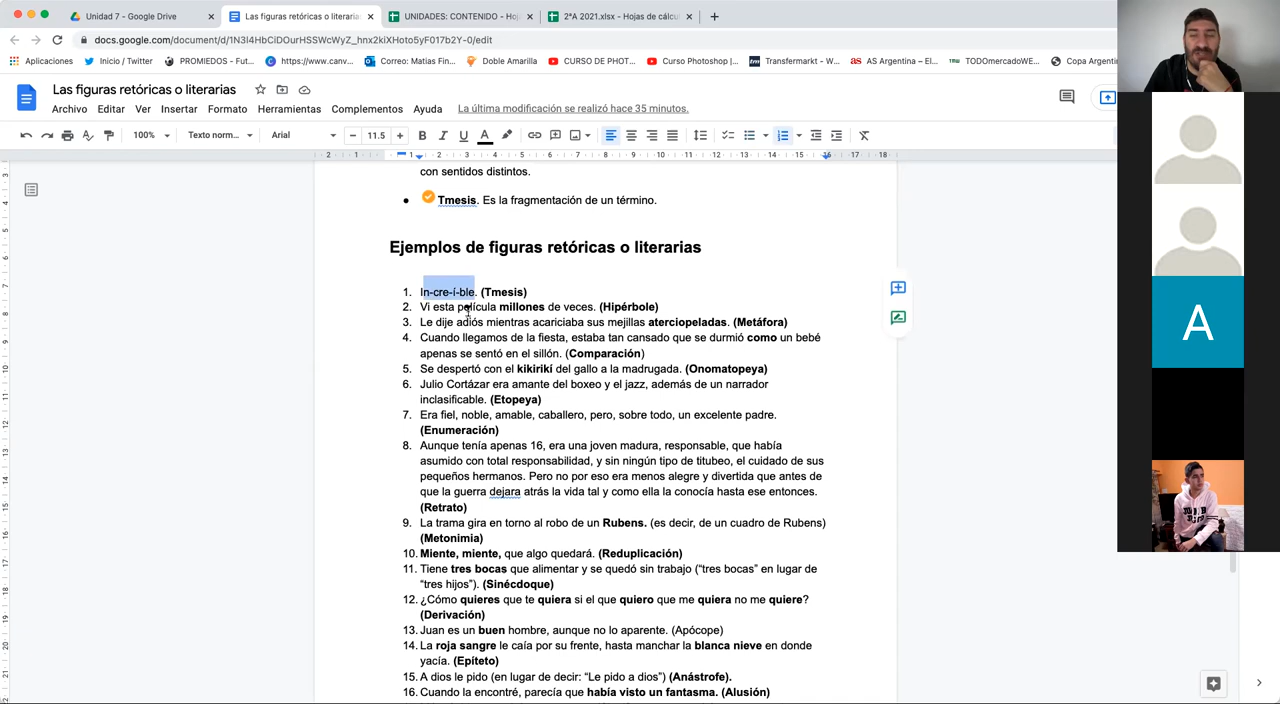 Unidad 7 - Google Drive
Las figuras retóricas o literaria
UNIDADES: CONTENIDO - Hoj
2°A 2021.xlsx - Hojas de cálcu
docs.google.com/document/d/1N3I4HbCiDOurHSSWcWyZ_hnx2kiXHoto5yF017b2Y-0/edit
Aplicaciones
Inicio / Twitter
PROMIEDOS - Fut...
https://www.canv...
Correo: Matias Fin...
Doble Amarilla
CURSO DE PHOT...
Curso Photoshop |...
Transfermarkt - W...
AS Argentina – El...
TODOmercadoWE...
Copa Argenti
Las figuras retóricas o literarias
Archivo Editar Ver Insertar Formato Herramientas Complementos Ayuda La última modificación se realizó hace 35 minutos.
100% Texto norm... Arial 11.5
con sentidos distintos.
Tmesis. Es la fragmentación de un término.
Ejemplos de figuras retóricas o literarias
1. In-cre-í-ble. (Tmesis)
2. Vi esta película millones de veces. (Hipérbole)
3. Le dije adiós mientras acariciaba sus mejillas aterciopeladas. (Metáfora)
4. Cuando llegamos de la fiesta, estaba tan cansado que se durmió como un bebé
apenas se sentó en el sillón. (Comparación)
5. Se despertó con el kikirikí del gallo a la madrugada. (Onomatopeya)
6. Julio Cortázar era amante del boxeo y el jazz, además de un narrador
inclasificable. (Etopeya)
7. Era fiel, noble, amable, caballero, pero, sobre todo, un excelente padre.
(Enumeración)
8. Aunque tenía apenas 16, era una joven madura, responsable, que había
asumido con total responsabilidad, y sin ningún tipo de titubeo, el cuidado de sus
pequeños hermanos. Pero no por eso era menos alegre y divertida que antes de
que la guerra dejara atrás la vida tal y como ella la conocía hasta ese entonces.
(Retrato)
9. La trama gira en torno al robo de un Rubens. (es decir, de un cuadro de Rubens)
(Metonimia)
10. Miente, miente, que algo quedará. (Reduplicación)
11. Tiene tres bocas que alimentar y se quedó sin trabajo (“tres bocas” en lugar de
“tres hijos”). (Sinécdoque)
12. ¿Cómo quieres que te quiera si el que quiero que me quiera no me quiere?
(Derivación)
13. Juan es un buen hombre, aunque no lo aparente. (Apócope)
14. La roja sangre le caía por su frente, hasta manchar la blanca nieve en donde
yacía. (Epíteto)
15. A dios le pido (en lugar de decir: “Le pido a dios”) (Anástrofe).
16. Cuando la encontré, parecía que había visto un fantasma. (Alusión)
A